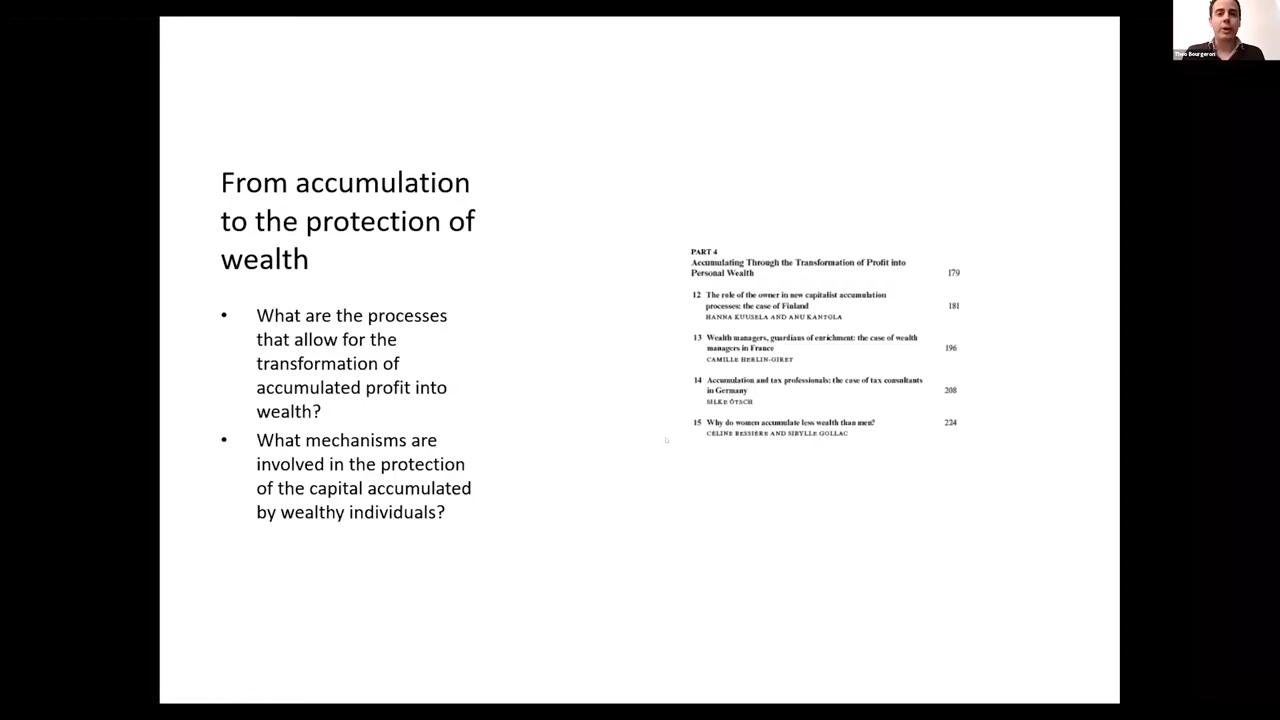 From accumulation
to the protection of
wealth
• What are the processes
that allow for the
transformation of
accumulated profit into
wealth?
• What mechanisms are
involved in the protection
of the capital accumulated
by wealthy individuals?
PART 4
Accumulating Through the Transformation of Profit into
Personal Wealth 179
12 The role of the owner in new capitalist accumulation
processes: the case of Finland 181
HANNA KUUSELA AND ANU KANTOLA
13 Wealth managers, guardians of enrichment: the case of wealth
managers in France 196
CAMILLE HERLIN-GIRET
14 Accumulation and tax professionals: the case of tax consultants
in Germany 208
SILKE ÖTSCH
15 Why do women accumulate less wealth than men? 224
CÉLINE BESSIÈRE AND SIBYLLE GOLLAC
Théo Bourgeron